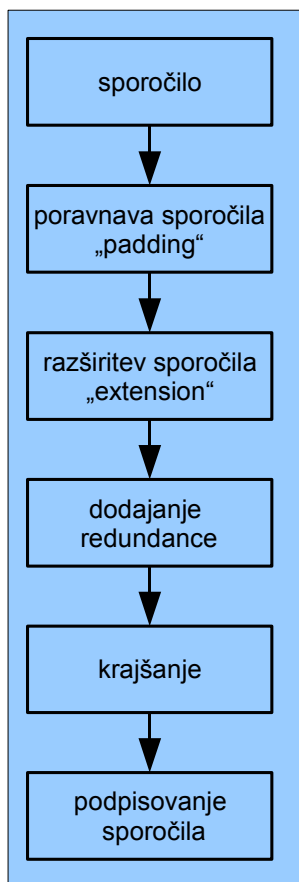 sporočilo
poravnava sporočila
„padding“
razširitev sporočila
„extension“
dodajanje
redundance
krajšanje
podpisovanje
sporočila